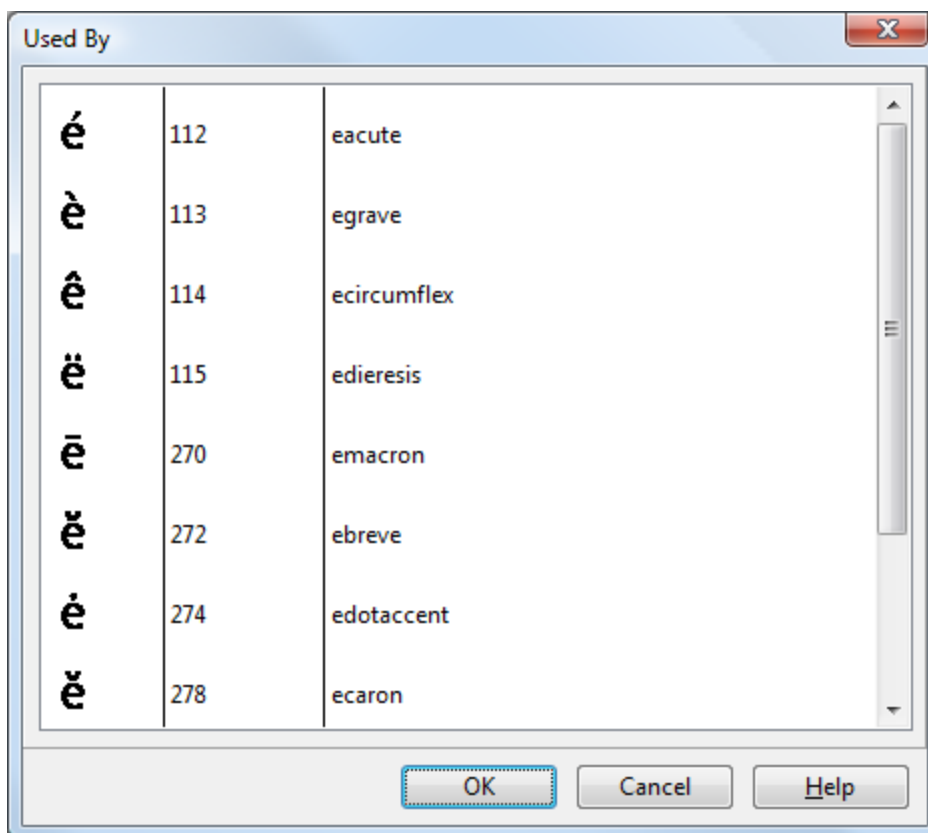 Used By
é 112 eacute
è 113 egrave
ê 114 ecircumflex
ë 115 edieresis
ē 270 emacron
ĕ 272 ebreve
ė 274 edotaccent
ě 278 ecaron
OK Cancel Help